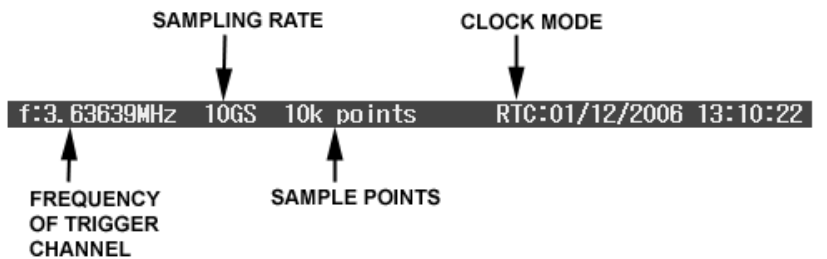 SAMPLING RATE
CLOCK MODE
f:3.63639MHz 10GS 10k points RTC:01/12/2006 13:10:22
FREQUENCY
OF TRIGGER
CHANNEL
SAMPLE POINTS